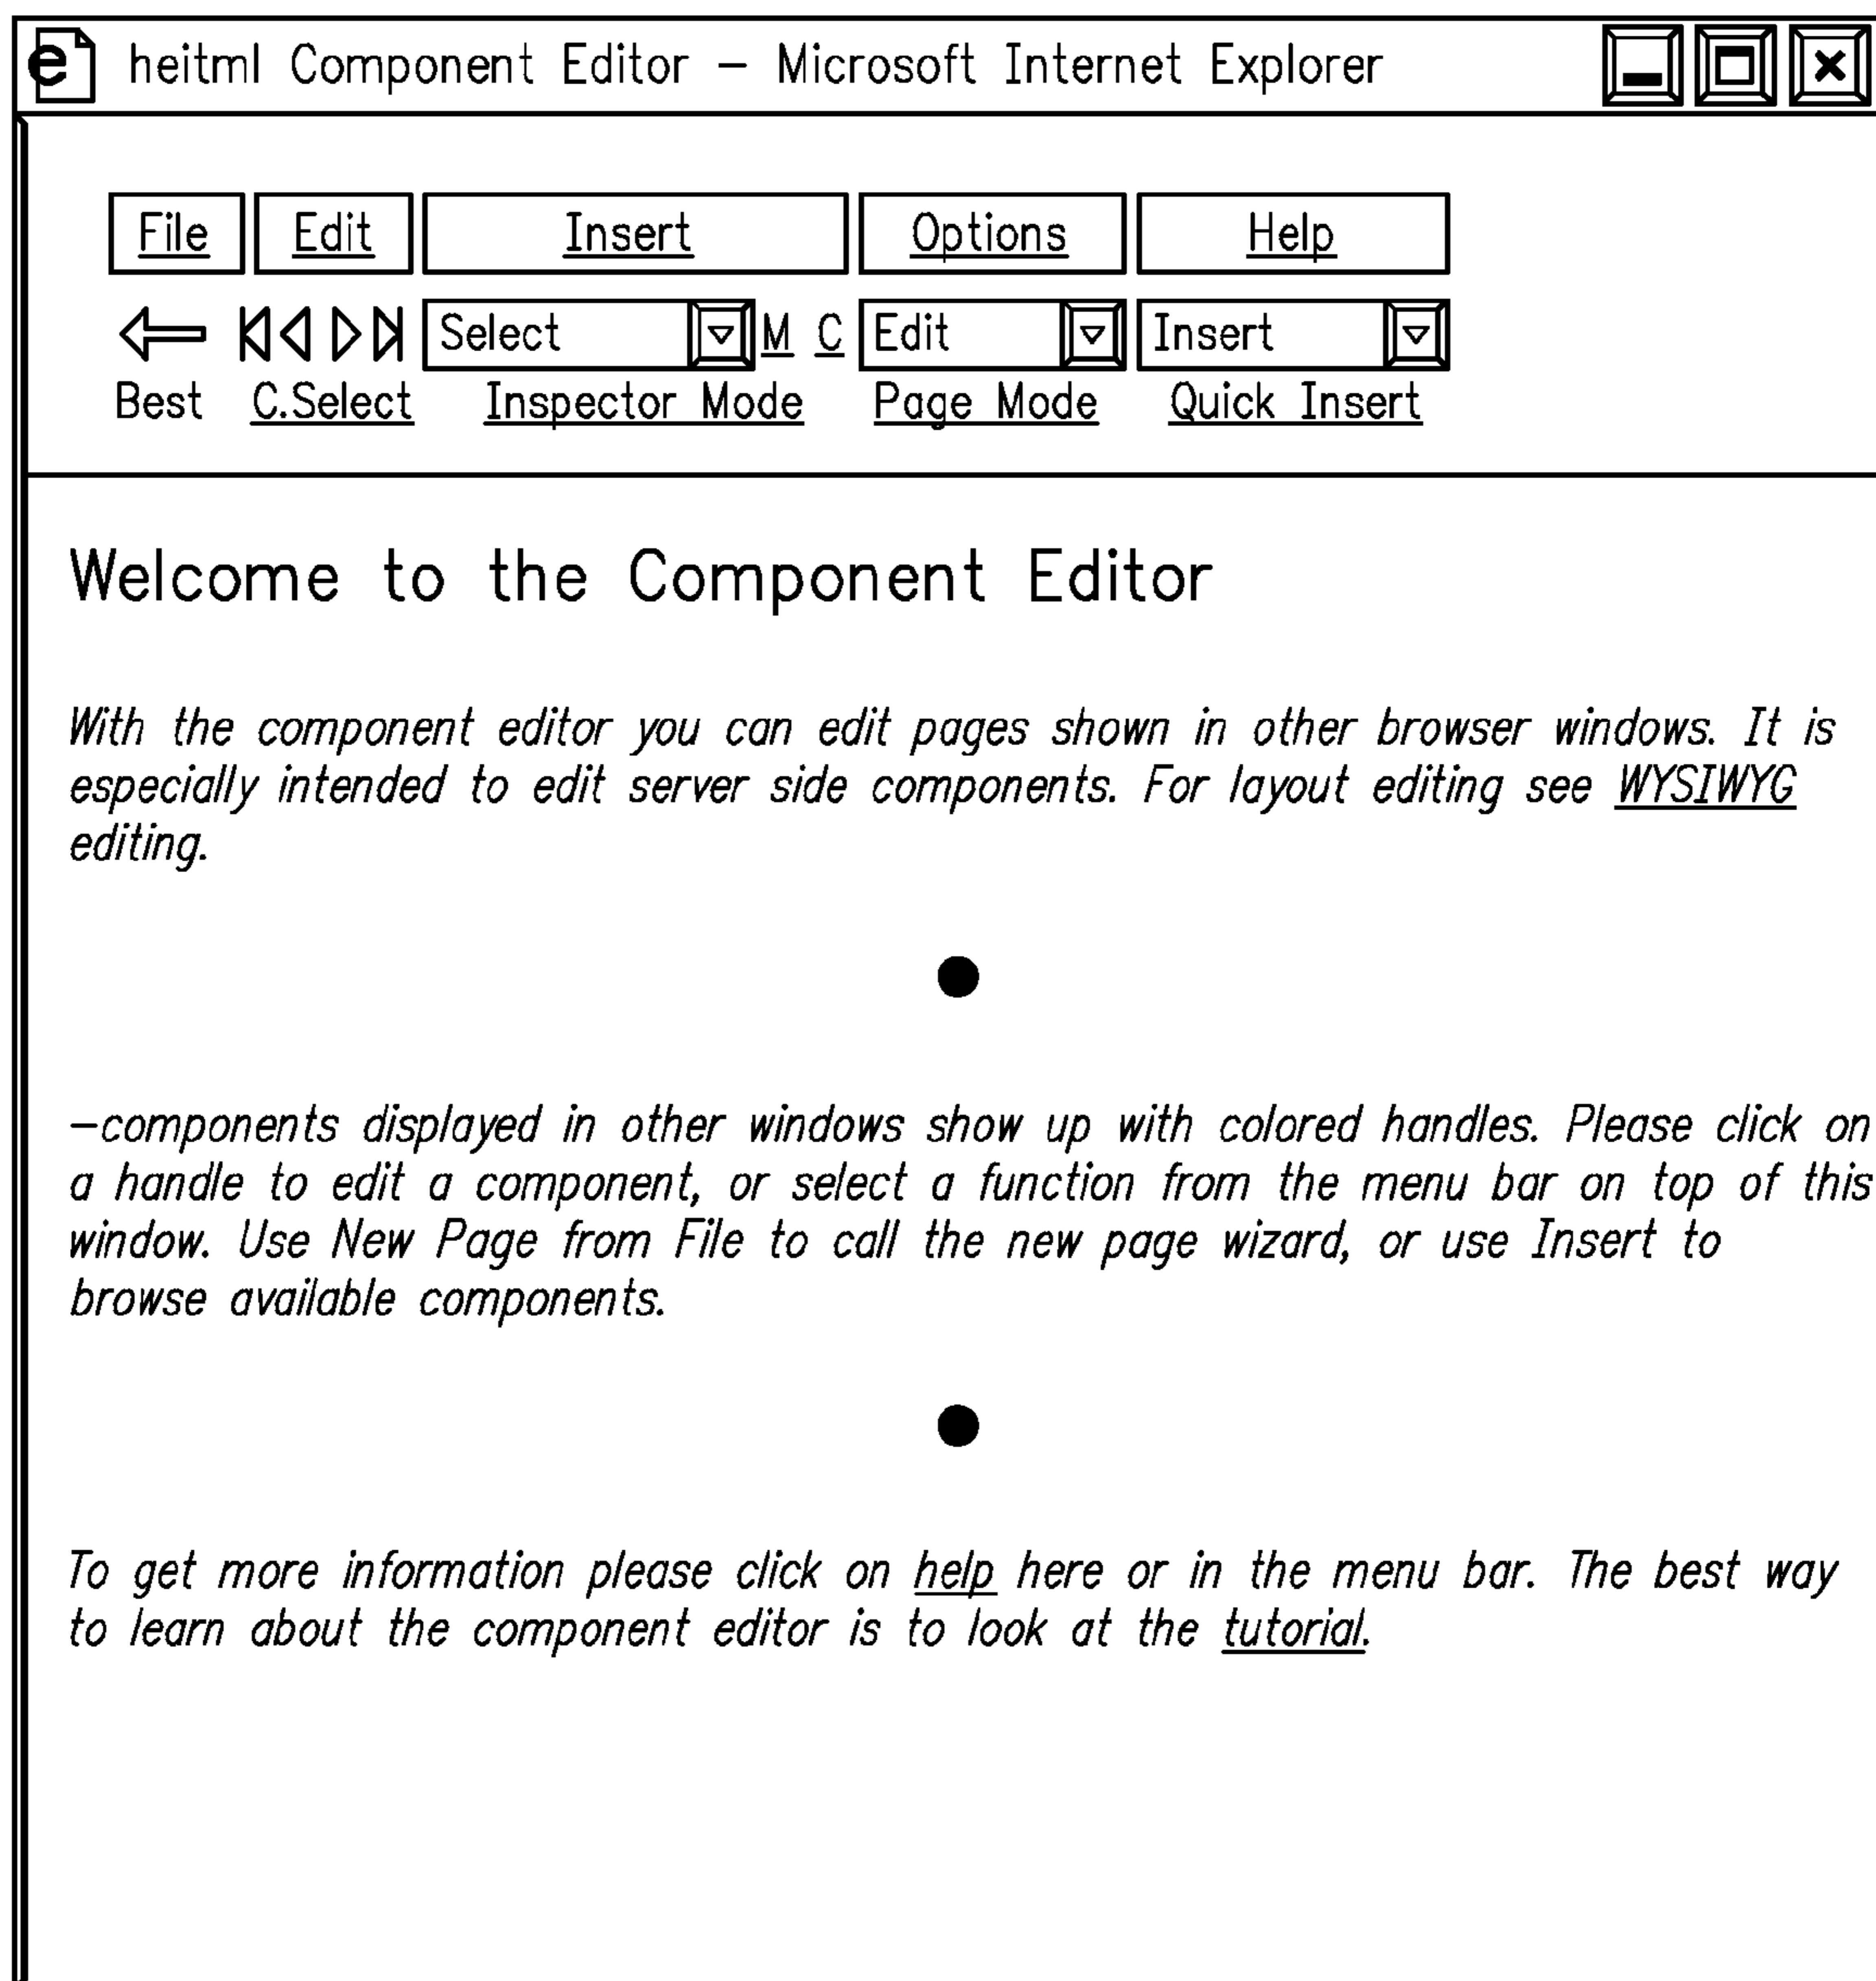 heitml Component Editor – Microsoft Internet Explorer
File Edit Insert Options Help
Select M C Edit Insert
Best C.Select Inspector Mode Page Mode Quick Insert
Welcome to the Component Editor
With the component editor you can edit pages shown in other browser windows. It is
especially intended to edit server side components. For layout editing see WYSIWYG
editing.
–components displayed in other windows show up with colored handles. Please click on
a handle to edit a component, or select a function from the menu bar on top of this
window. Use New Page from File to call the new page wizard, or use Insert to
browse available components.
To get more information please click on help here or in the menu bar. The best way
to learn about the component editor is to look at the tutorial.